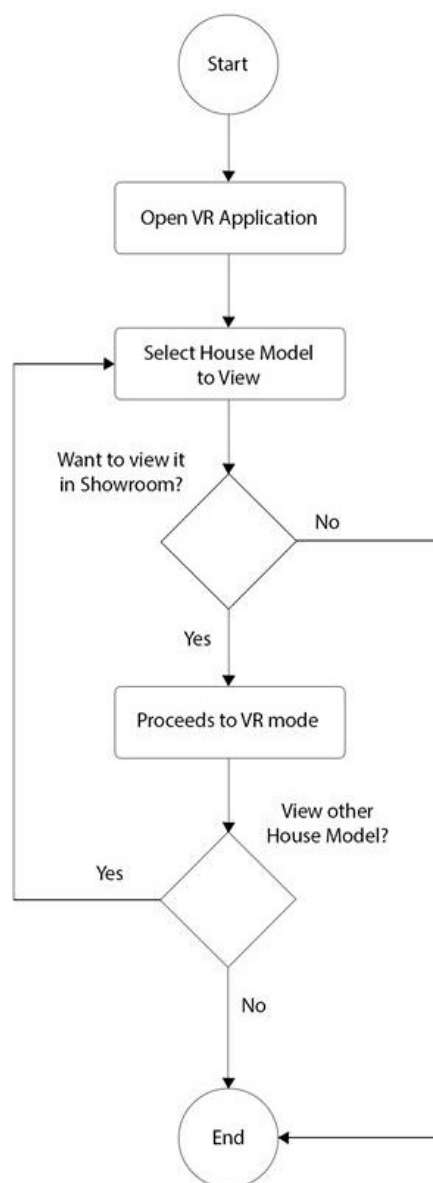 Start
Open VR Application
Select House Model
to View
Want to view it
in Showroom?
No
Yes
Proceeds to VR mode
View other
House Model?
Yes
No
End